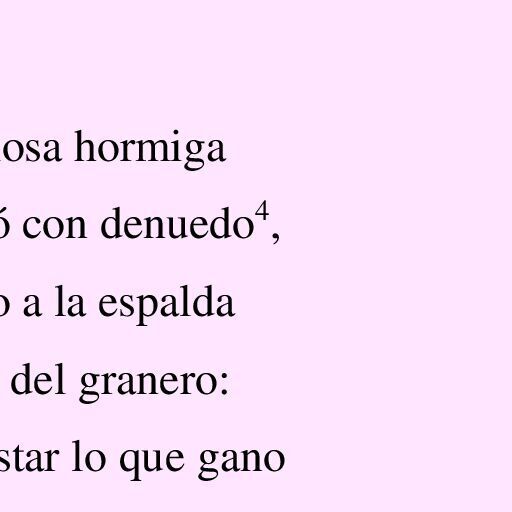 osa hormiga
ó con denuedo⁴,
o a la espalda
del granero:
star lo que gano